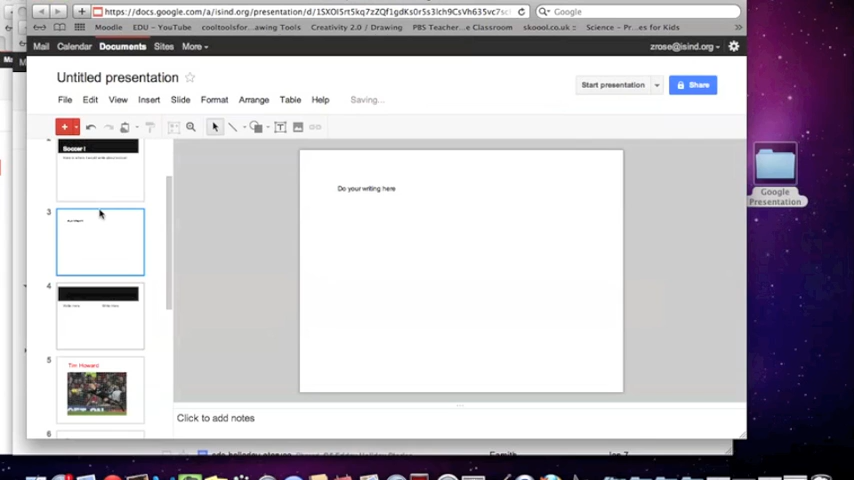 https://docs.google.com/a/isind.org/presentation/d/
Google
Moodle EDU – YouTube cooltoolsfor...awing Tools Creativity 2.0 / Drawing PBS Teacher...e Classroom skoool.co.uk :: Science – Pr...es for Kids
Mail Calendar Documents Sites More
zrose@isind.org
Untitled presentation
Start presentation
Share
File Edit View Insert Slide Format Arrange Table Help Saving...
Soccer!
3
Do your writing here
4
5
Tim Howard
6
Click to add notes
Google
Presentation